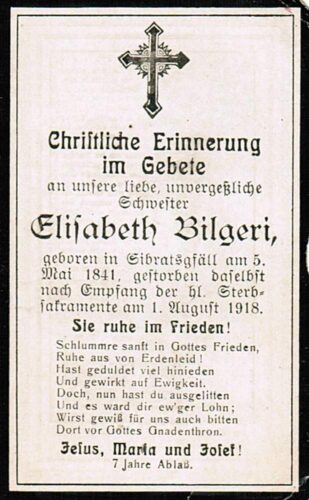 Christliche Erinnerung
im Gebete
an unsere liebe, unvergeßliche
Schwester
Elisabeth Bilgeri,
geboren in Sibratsgfäll am 5.
Mai 1841, gestorben daselbst
nach Empfang der hl. Sterb-
sakramente am 1. August 1918.
Sie ruhe im Frieden!
Schlummre sanft in Gottes Frieden,
Ruhe aus von Erdenleid!
Hast geduldet viel hinieden
Und gewirkt auf Ewigkeit.
Doch, nun hast du ausgelitten
Und es ward dir ew'ger Lohn;
Wirst gewiß für uns auch bitten
Dort vor Gottes Gnadenthron.
Jesus, Maria und Josef!
7 Jahre Ablaß.